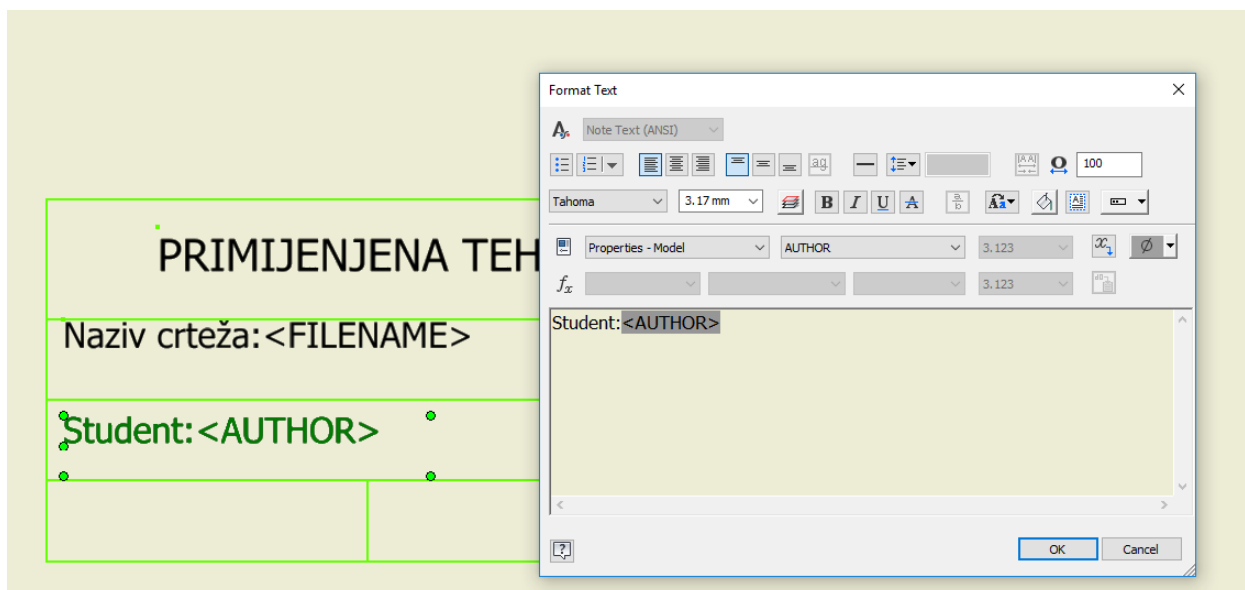 Format Text
Note Text (ANSI)
100
Tahoma 3.17 mm B I U A a b
Properties - Model AUTHOR 3.123
3.123
Student:<AUTHOR>
OK Cancel
PRIMIJENJENA TEH
Naziv crteža:<FILENAME>
Student:<AUTHOR>